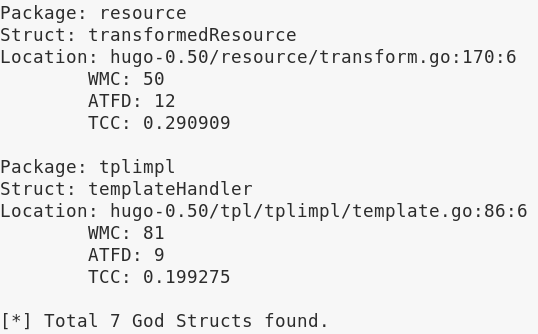 Package: resource
Struct: transformedResource
Location: hugo-0.50/resource/transform.go:170:6
WMC: 50
ATFD: 12
TCC: 0.290909
Package: tplimpl
Struct: templateHandler
Location: hugo-0.50/tpl/tplimpl/template.go:86:6
WMC: 81
ATFD: 9
TCC: 0.199275
[*] Total 7 God Structs found.